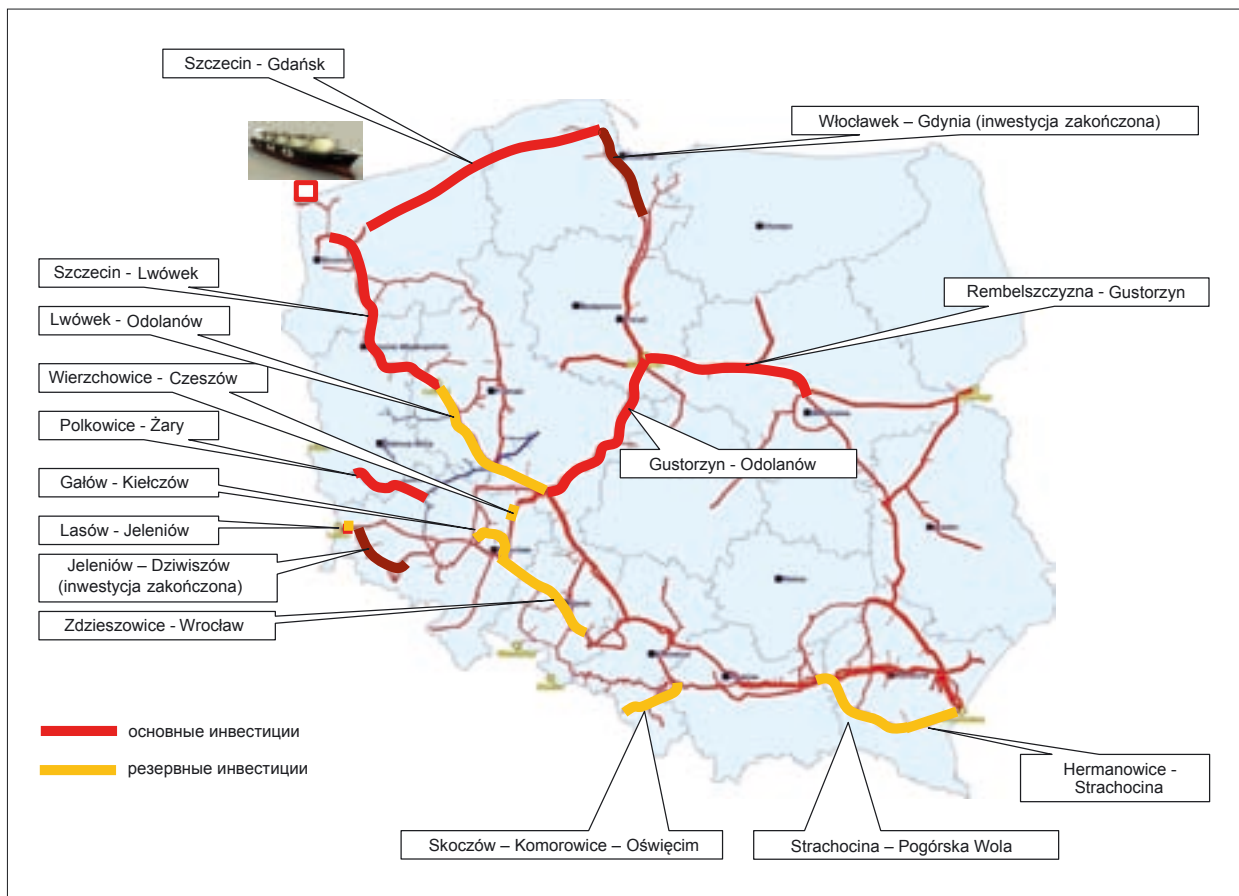 Szczecin - Gdańsk
Włocławek – Gdynia (inwestycja zakończona)
Szczecin - Lwówek
Rembelszczyzna - Gustorzyn
Lwówek - Odolanów
Wierzchowice - Czeszów
Polkowice - Żary
Gustorzyn - Odolanów
Gałów - Kiełczów
Lasów - Jeleniów
Jeleniów – Dziwiszów
(inwestycja zakończona)
Zdzieszowice - Wrocław
основные инвестиции
резервные инвестиции
Hermanowice -
Strachocina
Skoczów – Komorowice – Oświęcim
Strachocina – Pogórska Wola